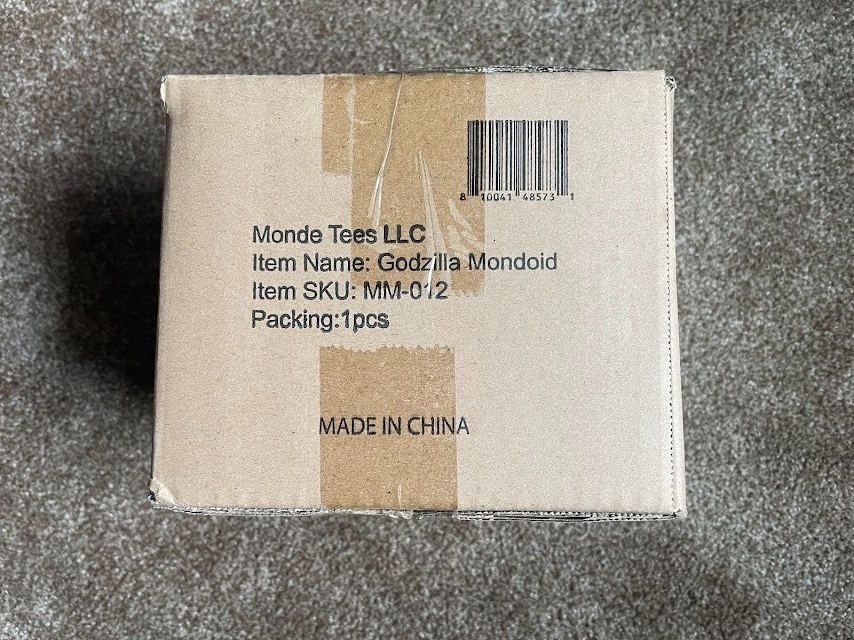 8 10041 48573 1
Monde Tees LLC
Item Name: Godzilla Mondoid
Item SKU: MM-012
Packing:1pcs
MADE IN CHINA